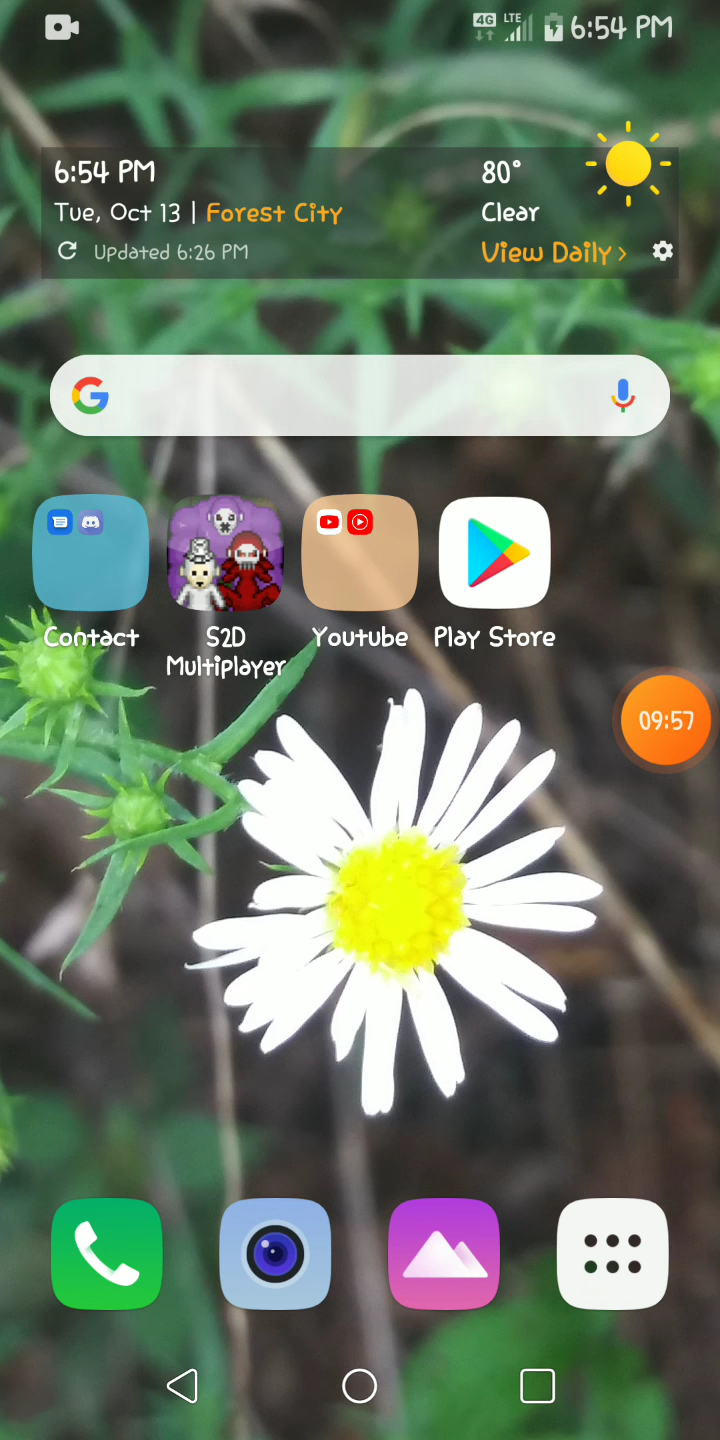 4G LTE 6:54 PM
6:54 PM 80°
Tue, Oct 13 | Forest City Clear
Updated 6:26 PM View Daily >
G
Contact S2D Multiplayer Youtube Play Store
09:57